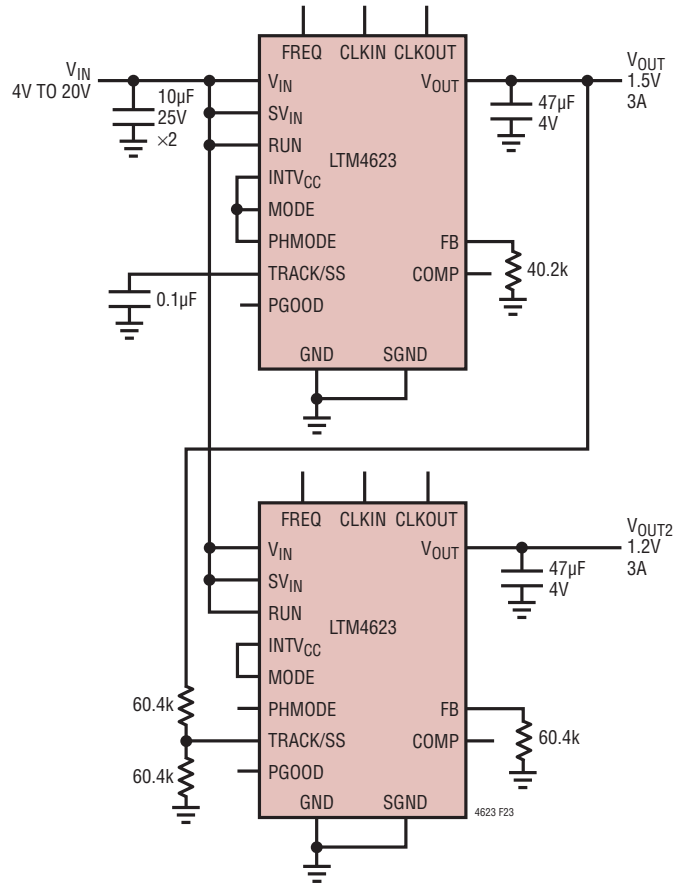 FREQ CLKIN CLKOUT
VIN
4V TO 20V
10µF
25V
×2
VIN
SVIN
RUN
INTVCC
MODE
PHMODE
TRACK/SS
PGOOD
LTM4623
VOUT
FB
COMP
GND SGND
0.1µF
47µF
4V
VOUT
1.5V
3A
40.2k
FREQ CLKIN CLKOUT
VIN
SVIN
RUN
INTVCC
MODE
PHMODE
TRACK/SS
PGOOD
LTM4623
VOUT
FB
COMP
GND SGND
60.4k
60.4k
47µF
4V
VOUT2
1.2V
3A
60.4k
4623 F23